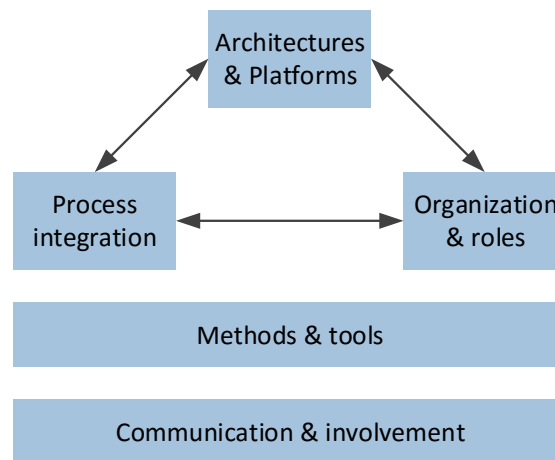 Architectures
& Platforms
Process
integration
Organization
& roles
Methods & tools
Communication & involvement